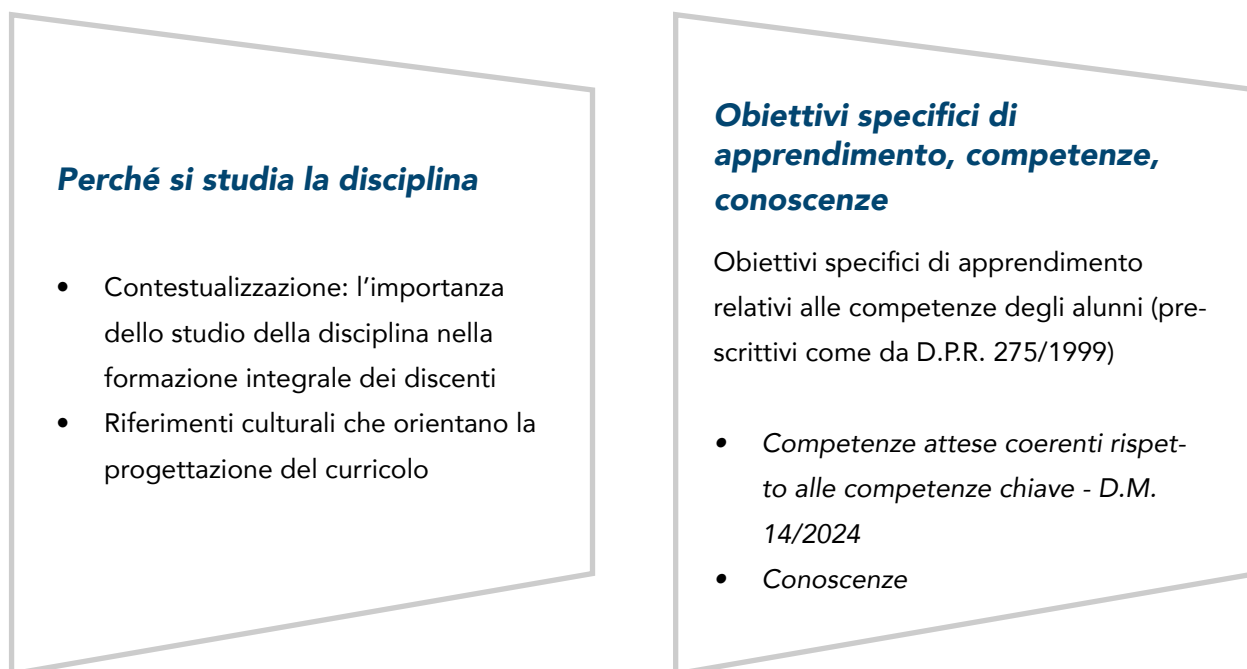 Perché si studia la disciplina
• Contestualizzazione: l’importanza
dello studio della disciplina nella
formazione integrale dei discenti
• Riferimenti culturali che orientano la
progettazione del curricolo
Obiettivi specifici di
apprendimento, competenze,
conoscenze
Obiettivi specifici di apprendimento
relativi alle competenze degli alunni (pre-
scrittivi come da D.P.R. 275/1999)
• Competenze attese coerenti rispet-
to alle competenze chiave - D.M.
14/2024
• Conoscenze